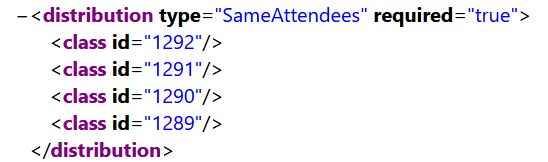 –<distribution type="SameAttendees" required="true">
<class id="1292"/>
<class id="1291"/>
<class id="1290"/>
<class id="1289"/>
</distribution>